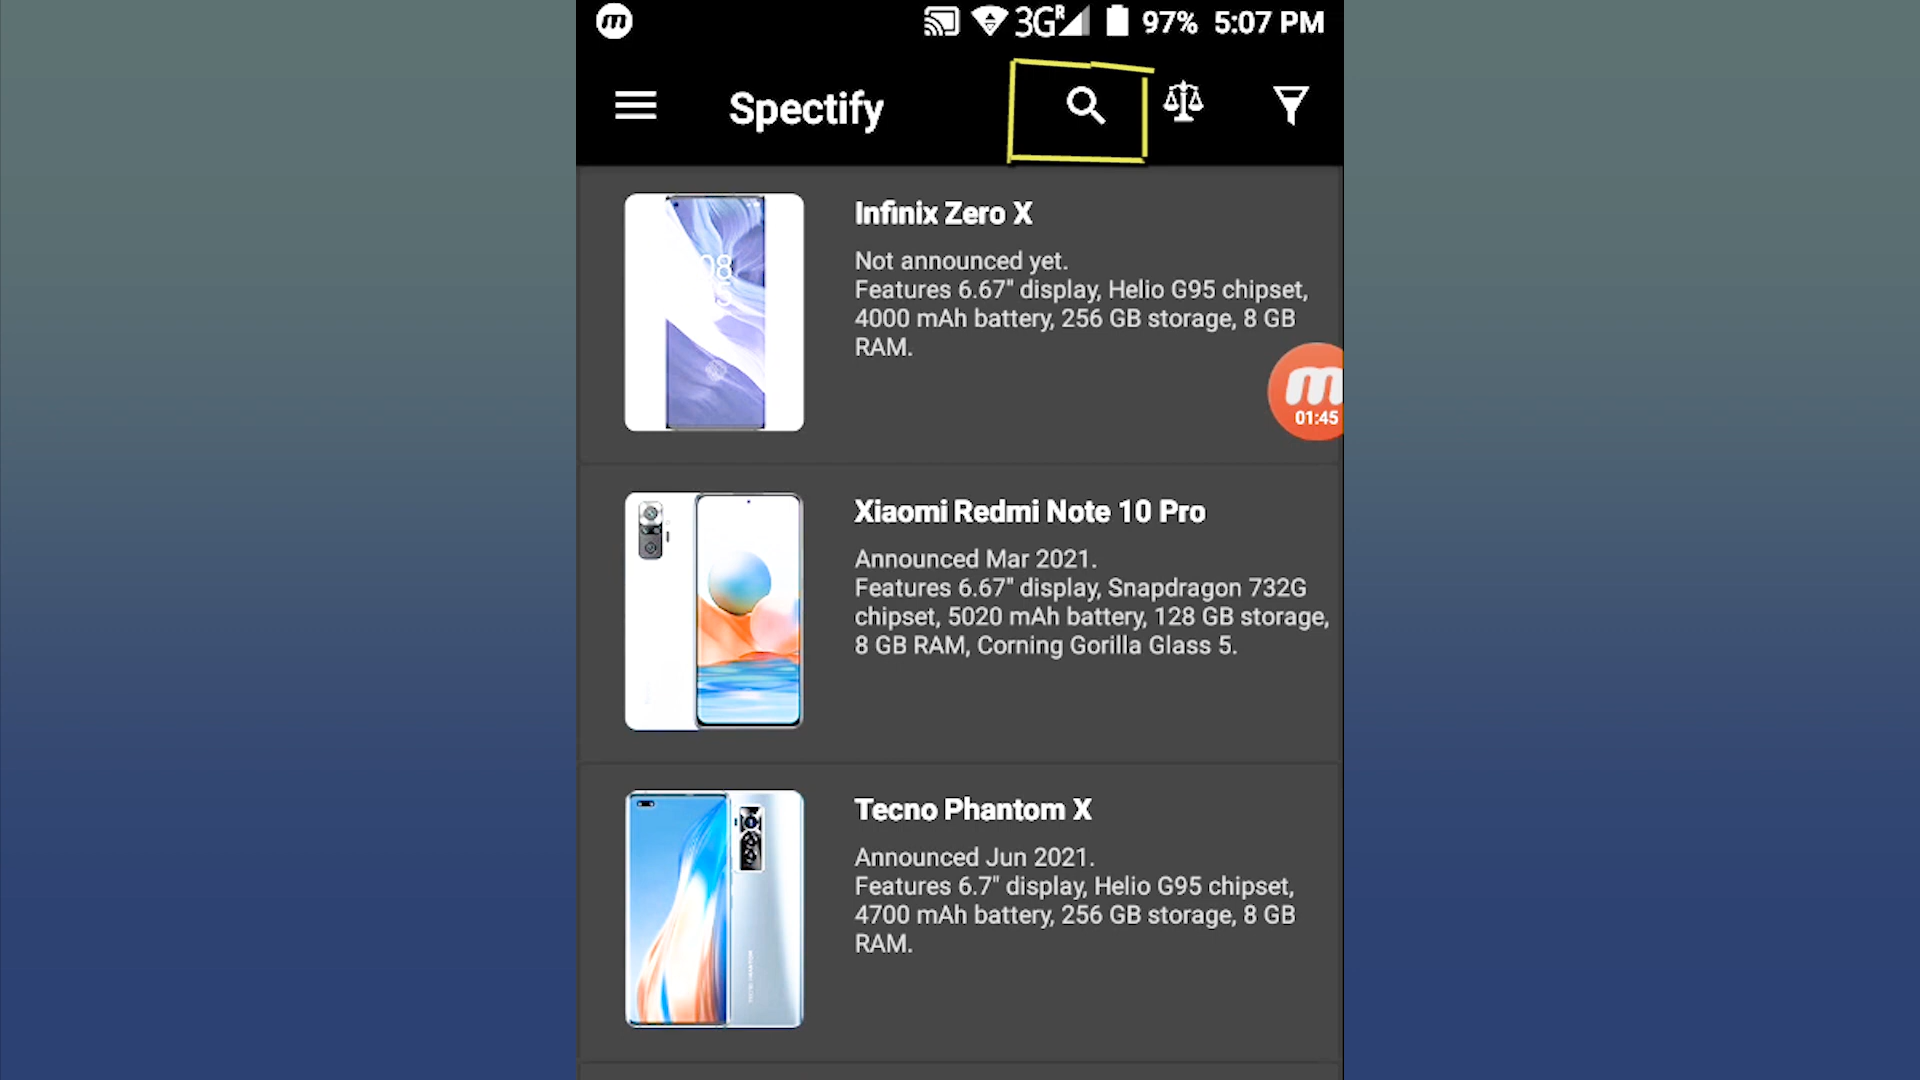 3G R 97% 5:07 PM
Spectify
Infinix Zero X
Not announced yet.
Features 6.67" display, Helio G95 chipset,
4000 mAh battery, 256 GB storage, 8 GB
RAM.
01:45
Xiaomi Redmi Note 10 Pro
Announced Mar 2021.
Features 6.67" display, Snapdragon 732G
chipset, 5020 mAh battery, 128 GB storage,
8 GB RAM, Corning Gorilla Glass 5.
Tecno Phantom X
Announced Jun 2021.
Features 6.7" display, Helio G95 chipset,
4700 mAh battery, 256 GB storage, 8 GB
RAM.